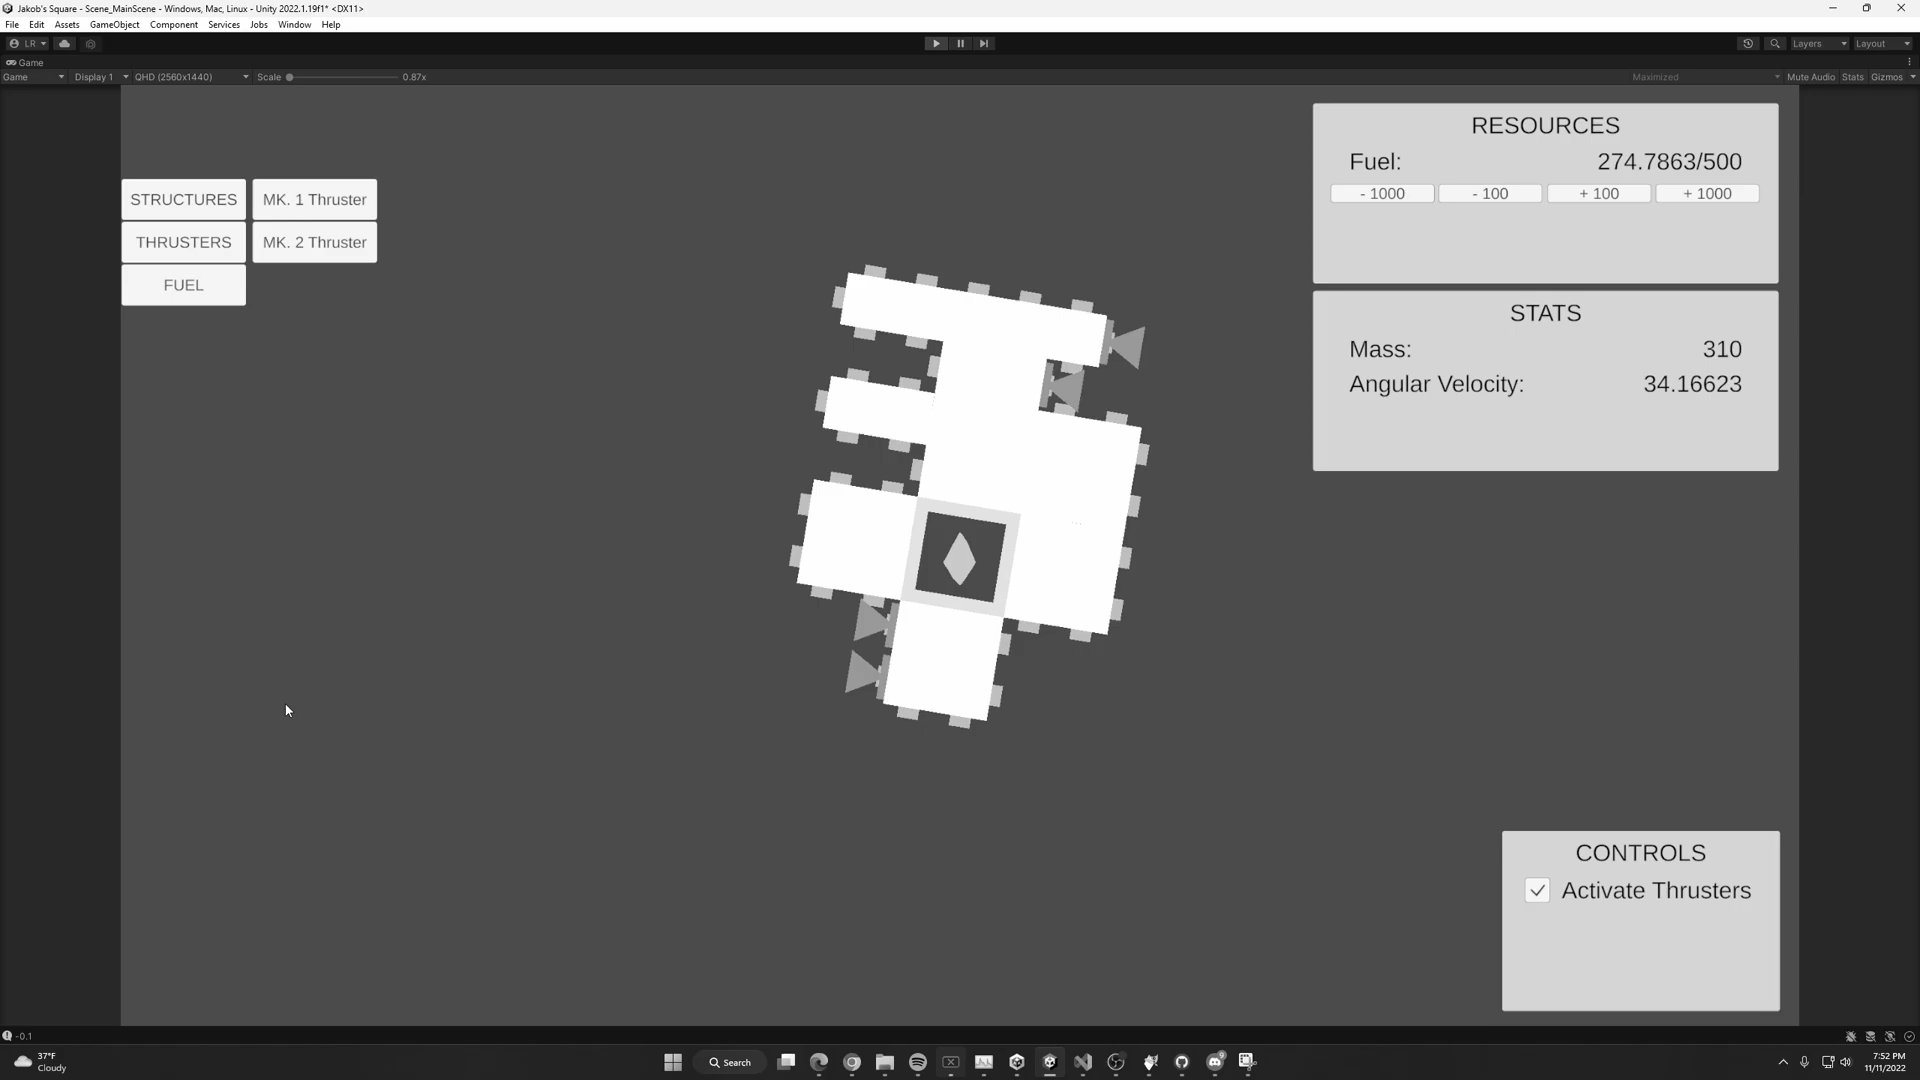 Jakob's Square - Scene_MainScene - Windows, Mac, Linux - Unity 2022.1.19f1* <DX11>
File Edit Assets GameObject Component Services Jobs Window Help
LR Layers Layout
Game
Game Display 1 QHD (2560x1440) Scale 0.87x Maximized Mute Audio Stats Gizmos
STRUCTURES MK. 1 Thruster
THRUSTERS MK. 2 Thruster
FUEL
RESOURCES
Fuel: 274.7863/500
- 1000 - 100 + 100 + 1000
STATS
Mass: 310
Angular Velocity: 34.16623
CONTROLS
Activate Thrusters
-0.1
37°F
Cloudy
Search
9
7:52 PM
11/11/2022